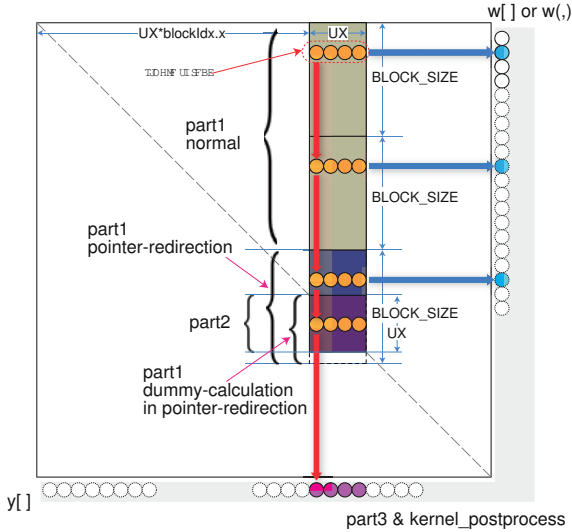 w[ ] or w(,)
UX*blockIdx.x
UX
BLOCK_SIZE
part1
normal
BLOCK_SIZE
part1
pointer-redirection
BLOCK_SIZE
UX
part2
part1
dummy-calculation
in pointer-redirection
y[ ]
part3 & kernel_postprocess